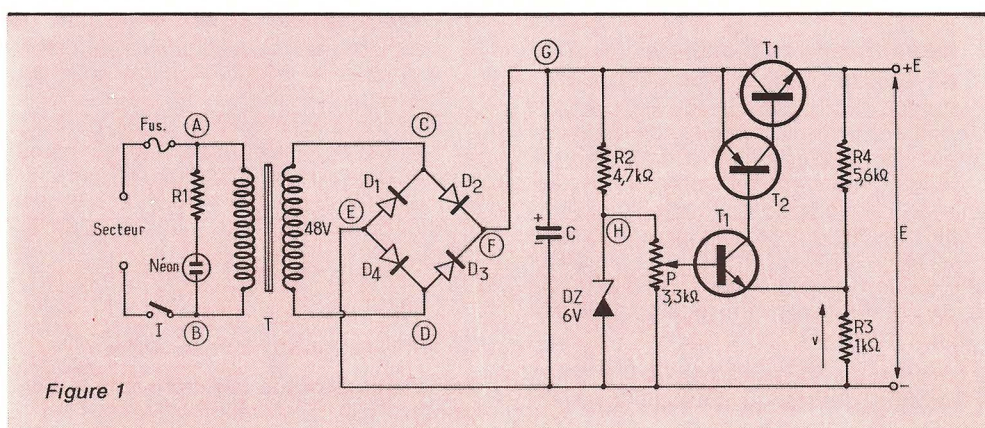 Fus.
A
R1
Secteur
Néon
I
B
T
48V
C
D1
D2
E
F
D4
D3
D
G
+
−
C
R2
4,7kΩ
H
DZ
6V
P
3,3kΩ
T1
T2
T1
R4
5,6kΩ
v
R3
1kΩ
+E
E
−
Figure 1